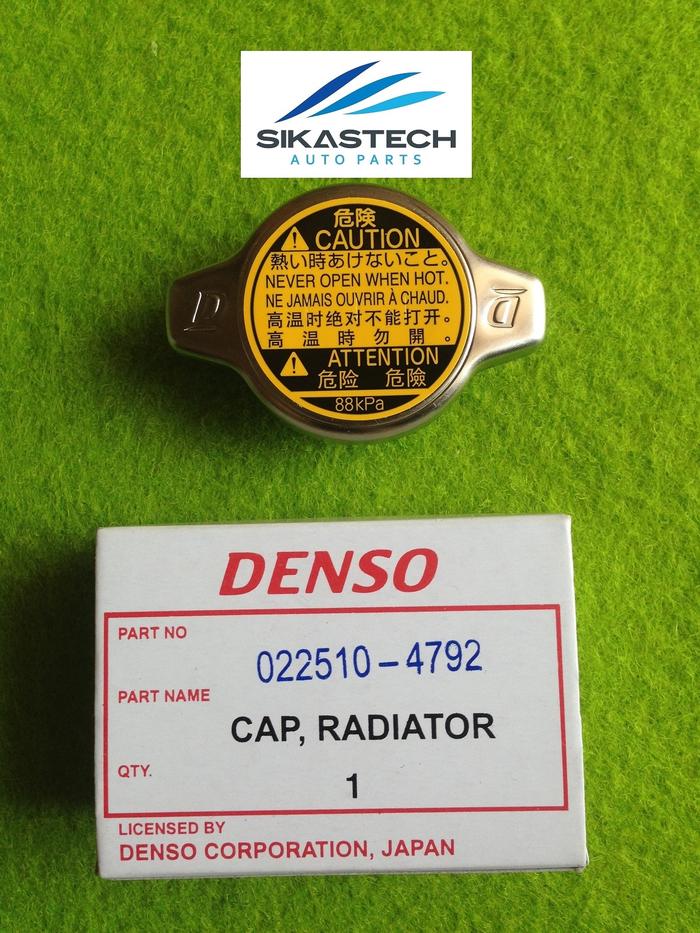 SIKASTECH
AUTO PARTS
危険
CAUTION
熱い時あけないこと。
NEVER OPEN WHEN HOT.
NE JAMAIS OUVRIR À CHAUD.
高温时绝对不能打开。
高温時勿開。
ATTENTION
危险 危險
88kPa
D
D
DENSO
PART NO
022510-4792
PART NAME
CAP, RADIATOR
QTY.
1
LICENSED BY
DENSO CORPORATION, JAPAN